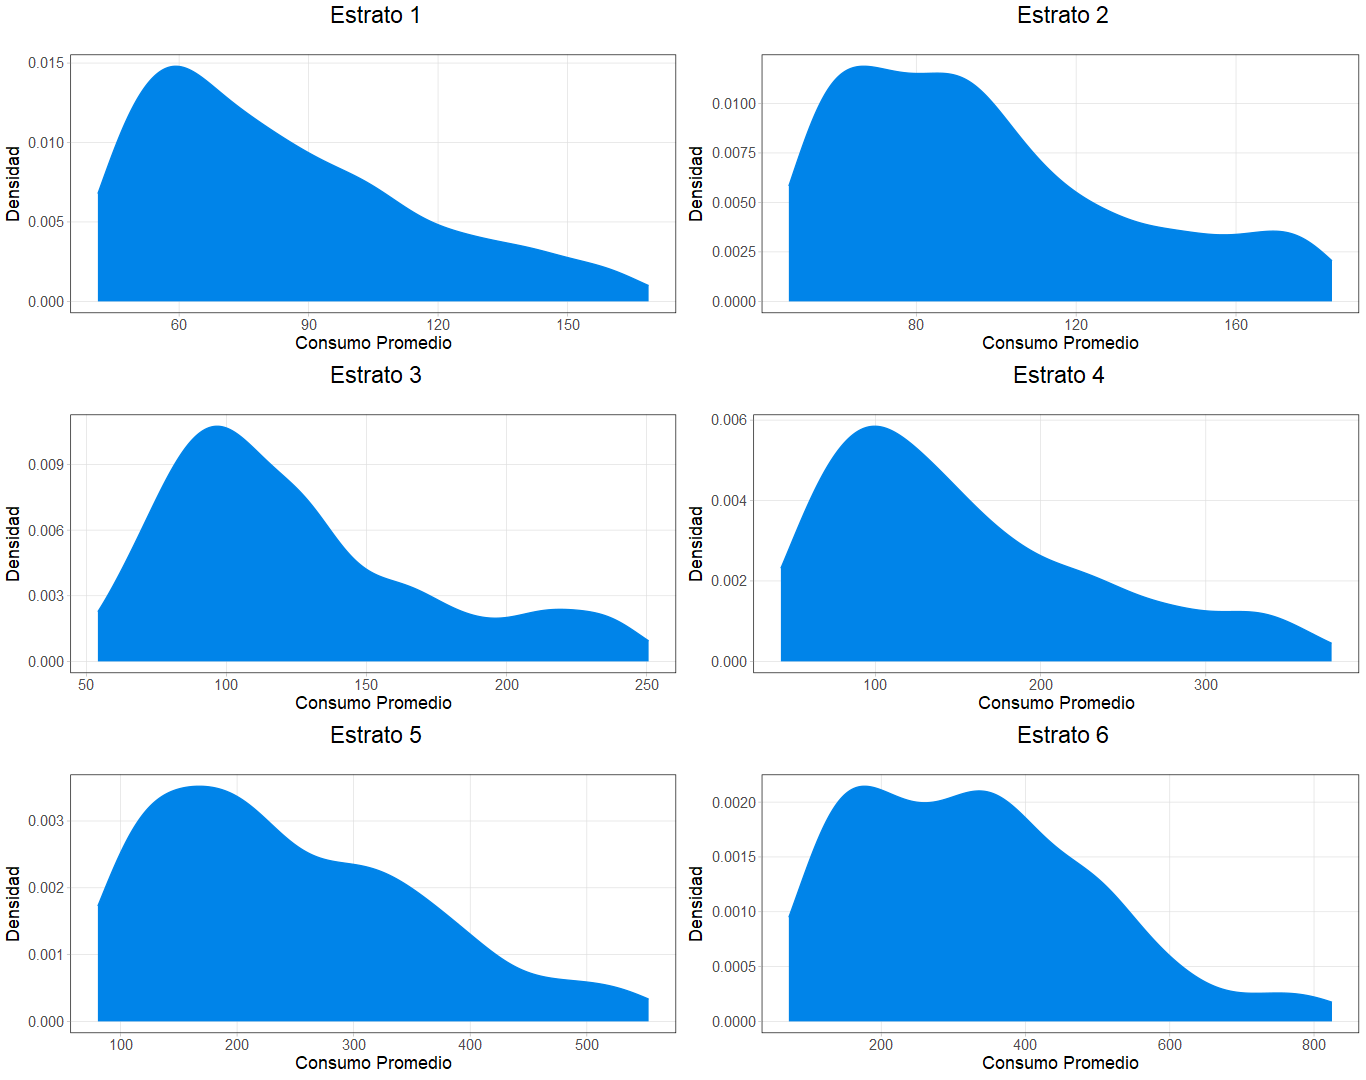 Estrato 1
Densidad
0.015
0.010
0.005
0.000
60 90 120 150
Consumo Promedio
Estrato 2
Densidad
0.0100
0.0075
0.0050
0.0025
0.0000
80 120 160
Consumo Promedio
Estrato 3
Densidad
0.009
0.006
0.003
0.000
50 100 150 200 250
Consumo Promedio
Estrato 4
Densidad
0.006
0.004
0.002
0.000
100 200 300
Consumo Promedio
Estrato 5
Densidad
0.003
0.002
0.001
0.000
100 200 300 400 500
Consumo Promedio
Estrato 6
Densidad
0.0020
0.0015
0.0010
0.0005
0.0000
200 400 600 800
Consumo Promedio